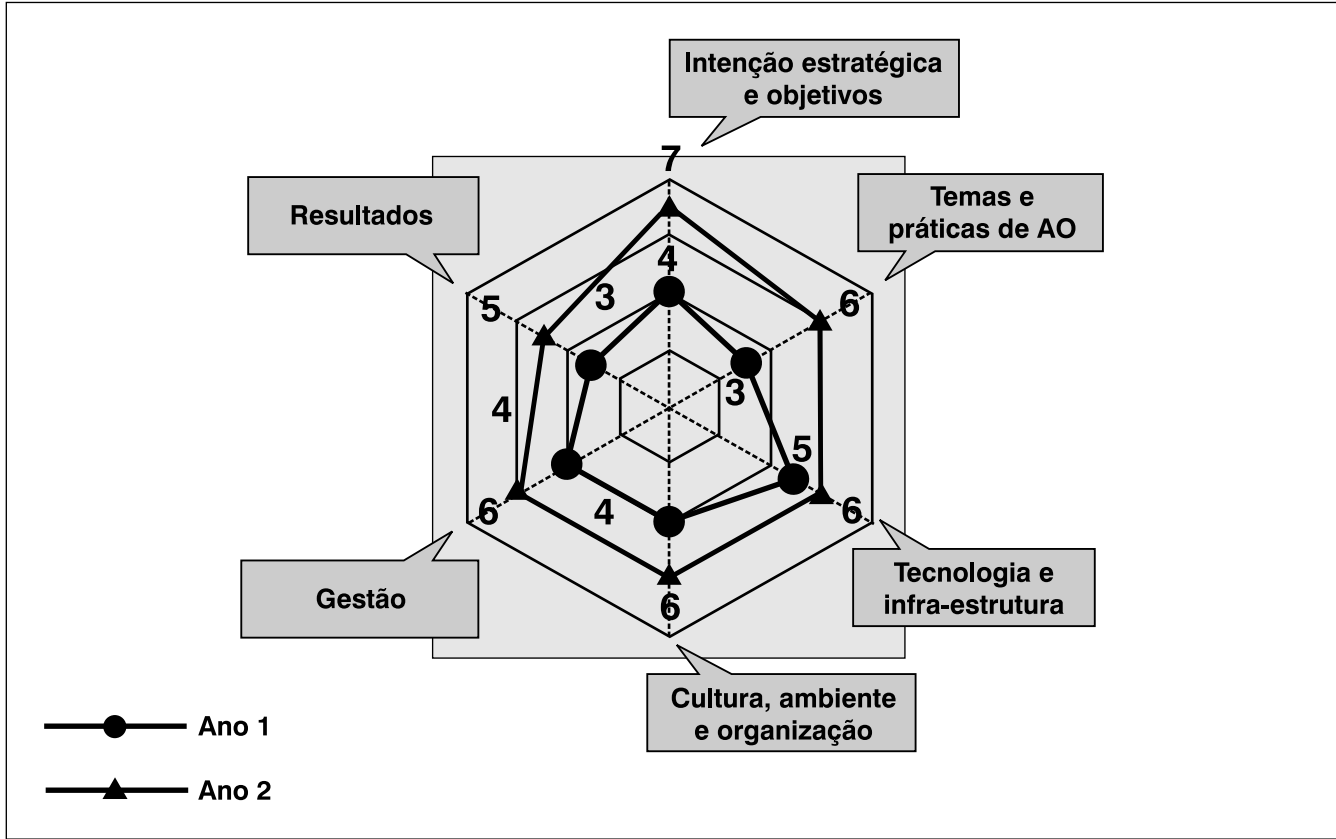 Intenção estratégica
e objetivos
7
Resultados
Temas e
práticas de AO
4
3
5
6
3
4
5
6
4
6
6
Tecnologia e
infra-estrutura
Gestão
Cultura, ambiente
e organização
Ano 1
Ano 2